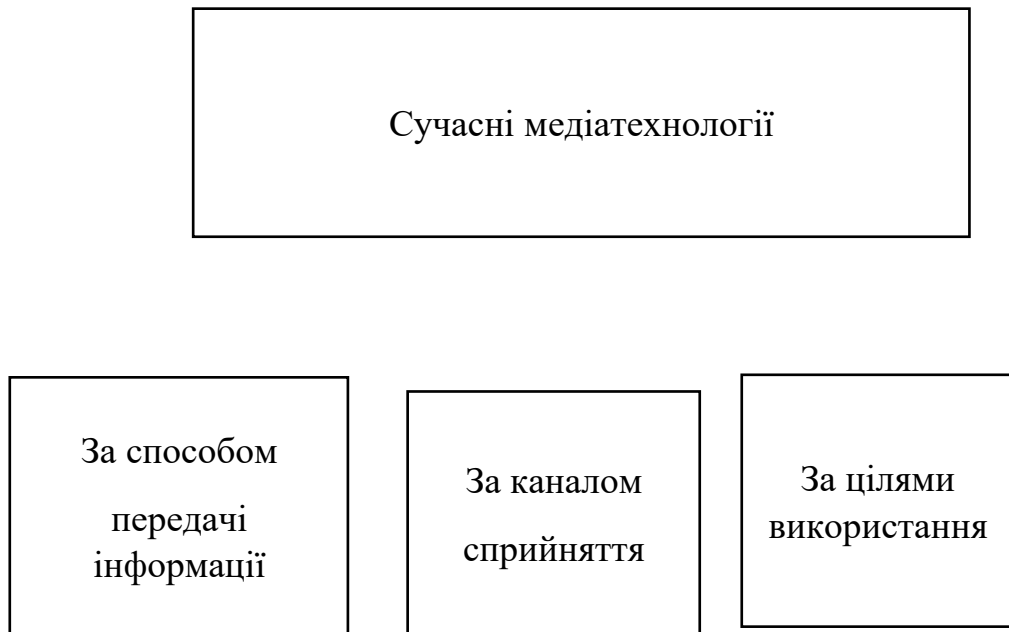 Сучасні медіатехнології
За способом
передачі
інформації
За каналом
сприйняття
За цілями
використання